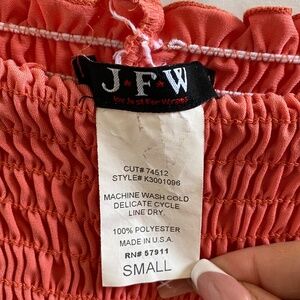 J★F★W
Just For Wraps
CUT# 74512
STYLE# K3001096
MACHINE WASH COLD
DELICATE CYCLE
LINE DRY.
100% POLYESTER
MADE IN U.S.A.
RN# 57911
SMALL